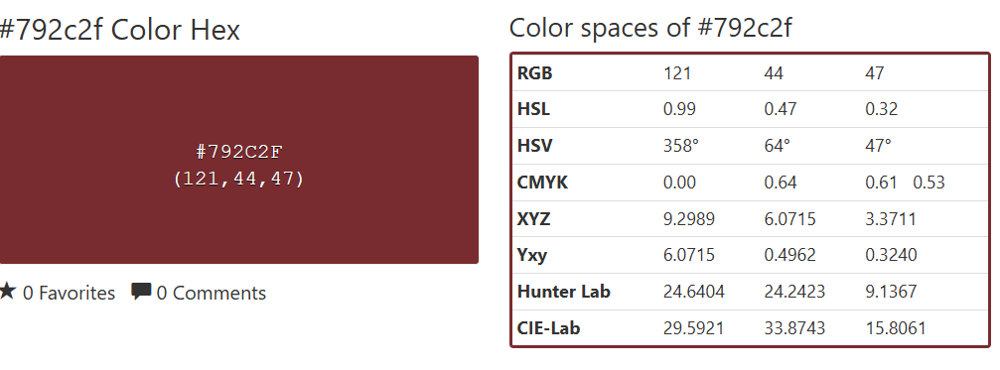 #792c2f Color Hex
#792C2F
(121,44,47)
0 Favorites 0 Comments
Color spaces of #792c2f
RGB 121 44 47
HSL 0.99 0.47 0.32
HSV 358° 64° 47°
CMYK 0.00 0.64 0.61 0.53
XYZ 9.2989 6.0715 3.3711
Yxy 6.0715 0.4962 0.3240
Hunter Lab 24.6404 24.2423 9.1367
CIE-Lab 29.5921 33.8743 15.8061